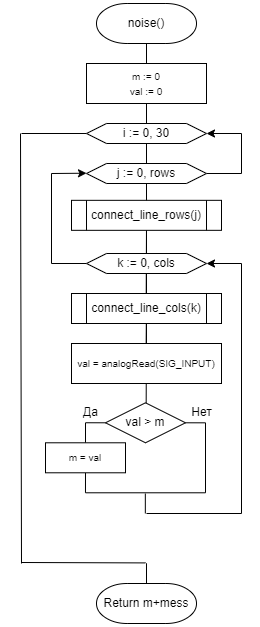 noise()
m := 0
val := 0
i := 0, 30
j := 0, rows
connect_line_rows(j)
k := 0, cols
connect_line_cols(k)
val = analogRead(SIG_INPUT)
Да
val > m
Нет
m = val
Return m+mess